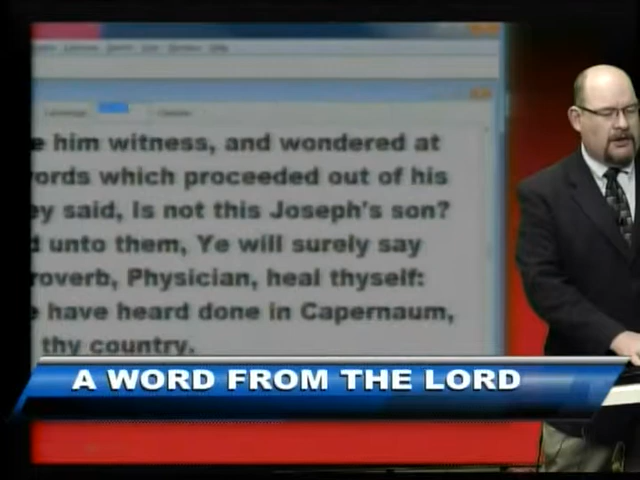 e him witness, and wondered at
ords which proceeded out of his
ey said, Is not this Joseph's son?
d unto them, Ye will surely say
roverb, Physician, heal thyself:
e have heard done in Capernaum,
thy country.
A WORD FROM THE LORD